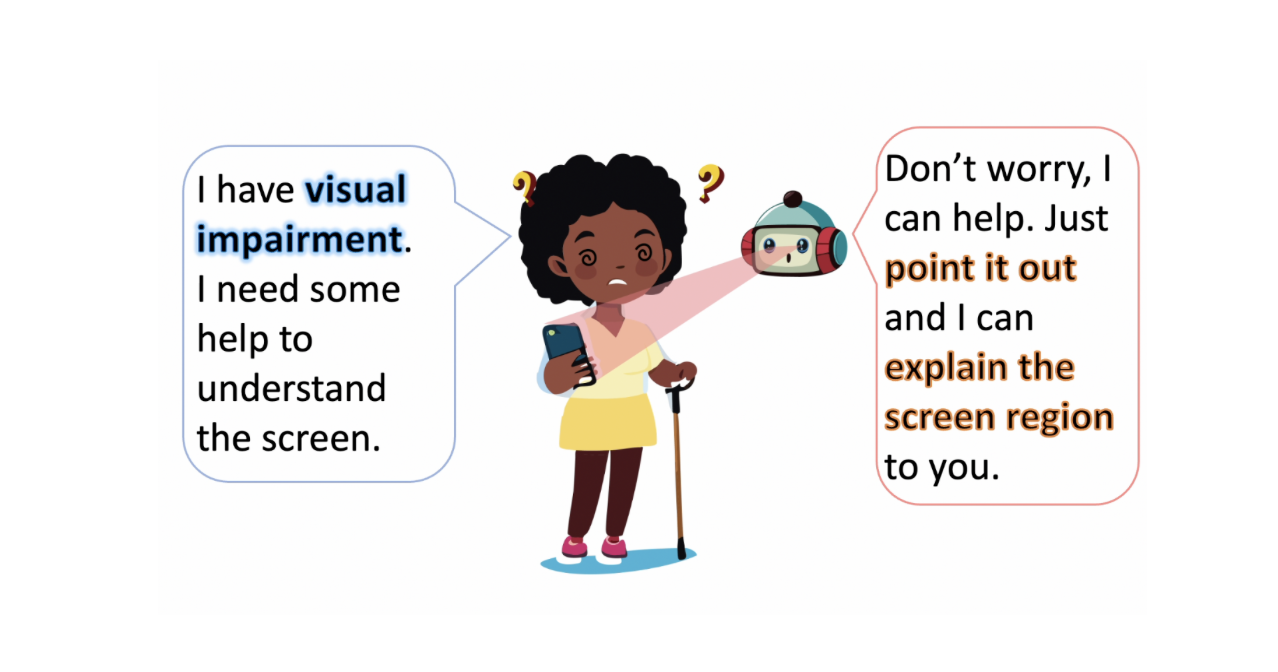 I have visual
impairment.
I need some
help to
understand
the screen.
? ?
Don’t worry, I
can help. Just
point it out
and I can
explain the
screen region
to you.